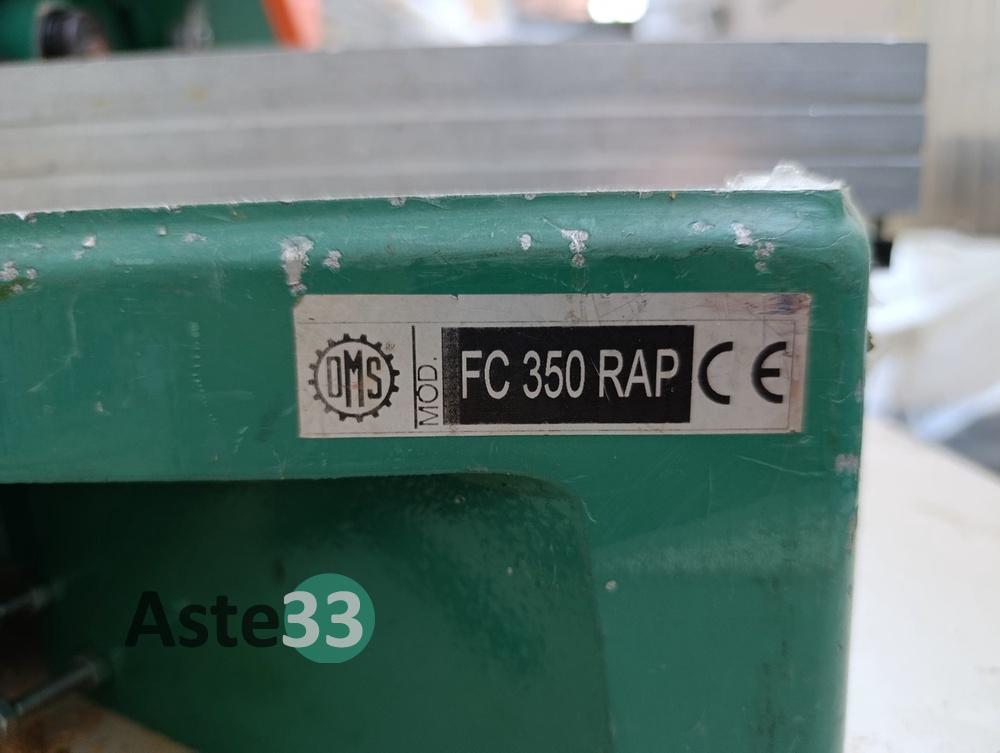 OMS
MOD.
FC 350 RAP
CE
Aste33